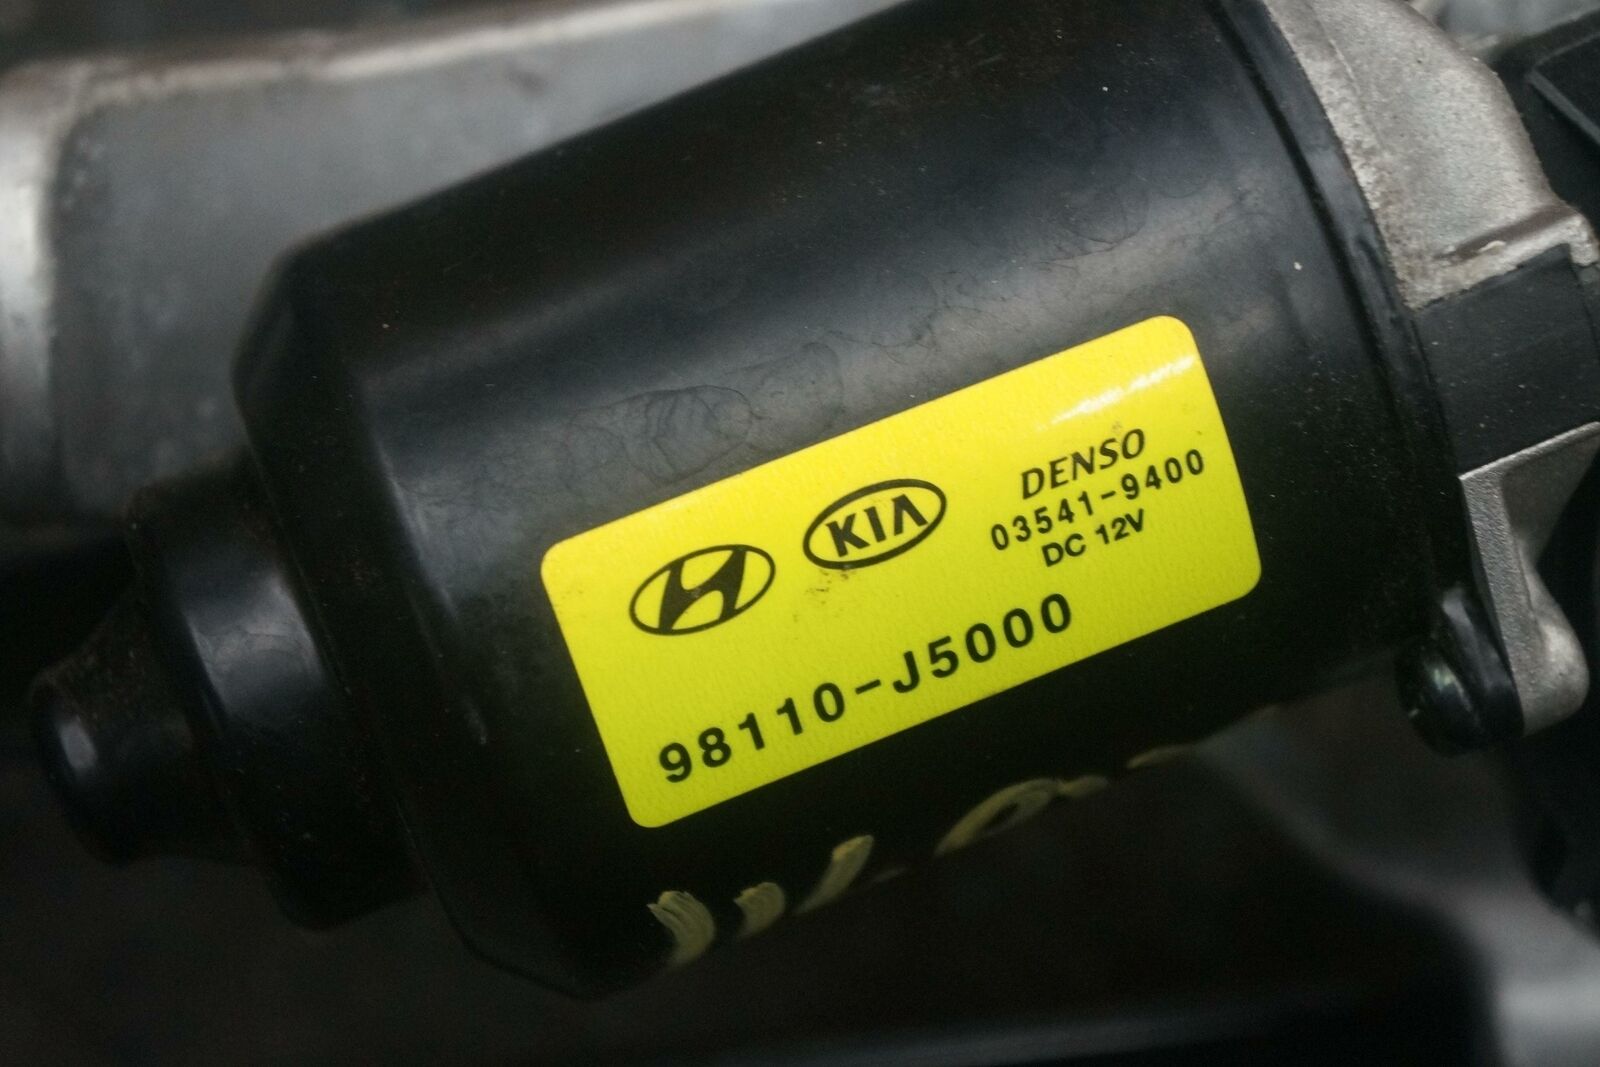 KIA
DENSO
03541-9400
DC 12V
98110-J5000